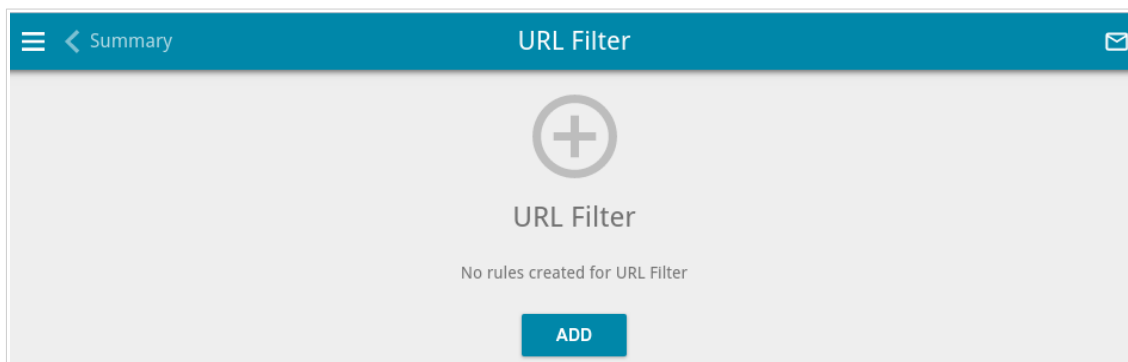 Summary
URL Filter
URL Filter
No rules created for URL Filter
ADD